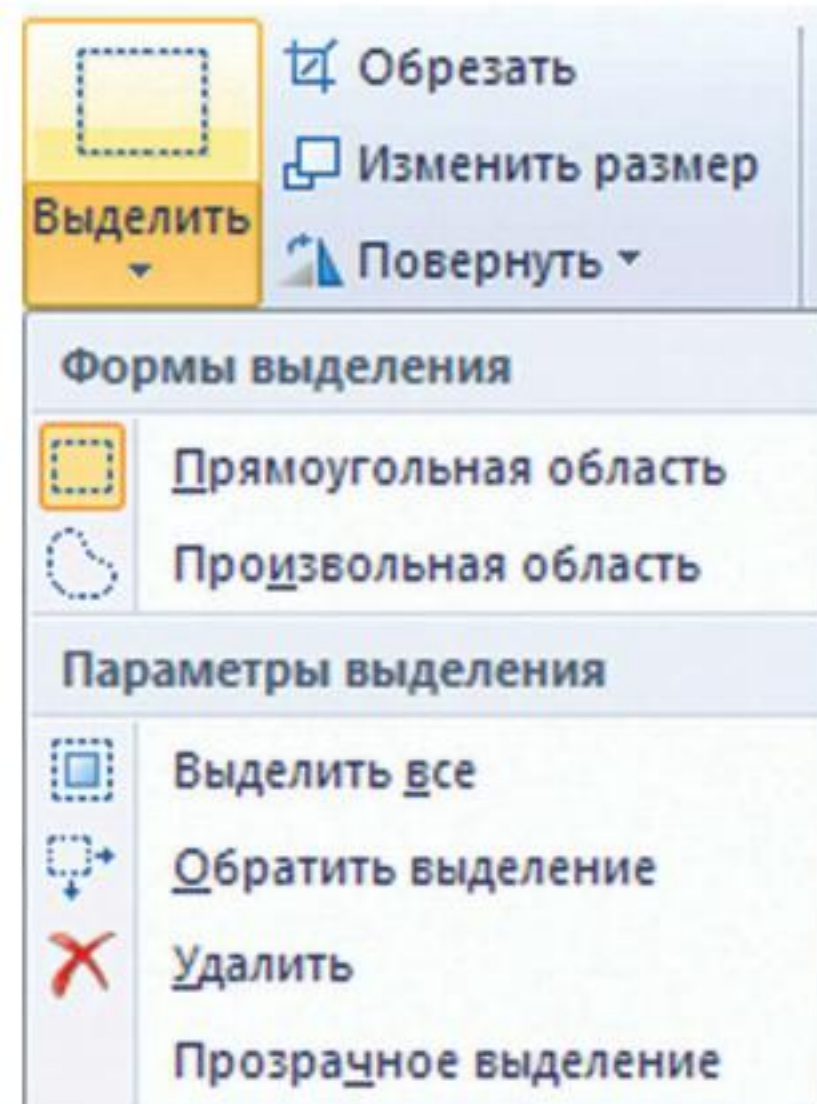 Обрезать
Изменить размер
Выделить
Повернуть
Формы выделения
Прямоугольная область
Произвольная область
Параметры выделения
Выделить все
Обратить выделение
Удалить
Прозрачное выделение